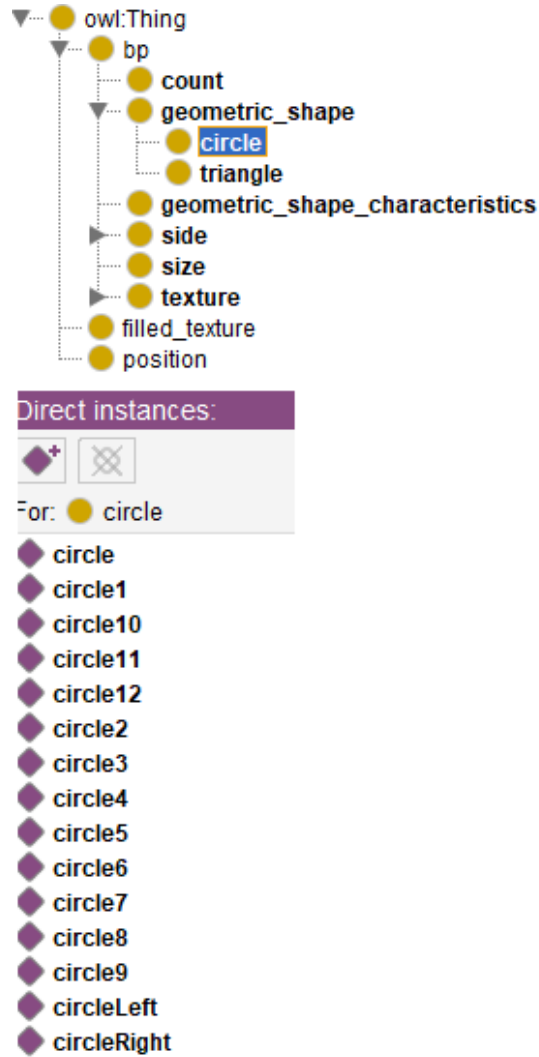 owl:Thing
bp
count
geometric_shape
circle
triangle
geometric_shape_characteristics
side
size
texture
filled_texture
position
Direct instances:
For: circle
circle
circle1
circle10
circle11
circle12
circle2
circle3
circle4
circle5
circle6
circle7
circle8
circle9
circleLeft
circleRight